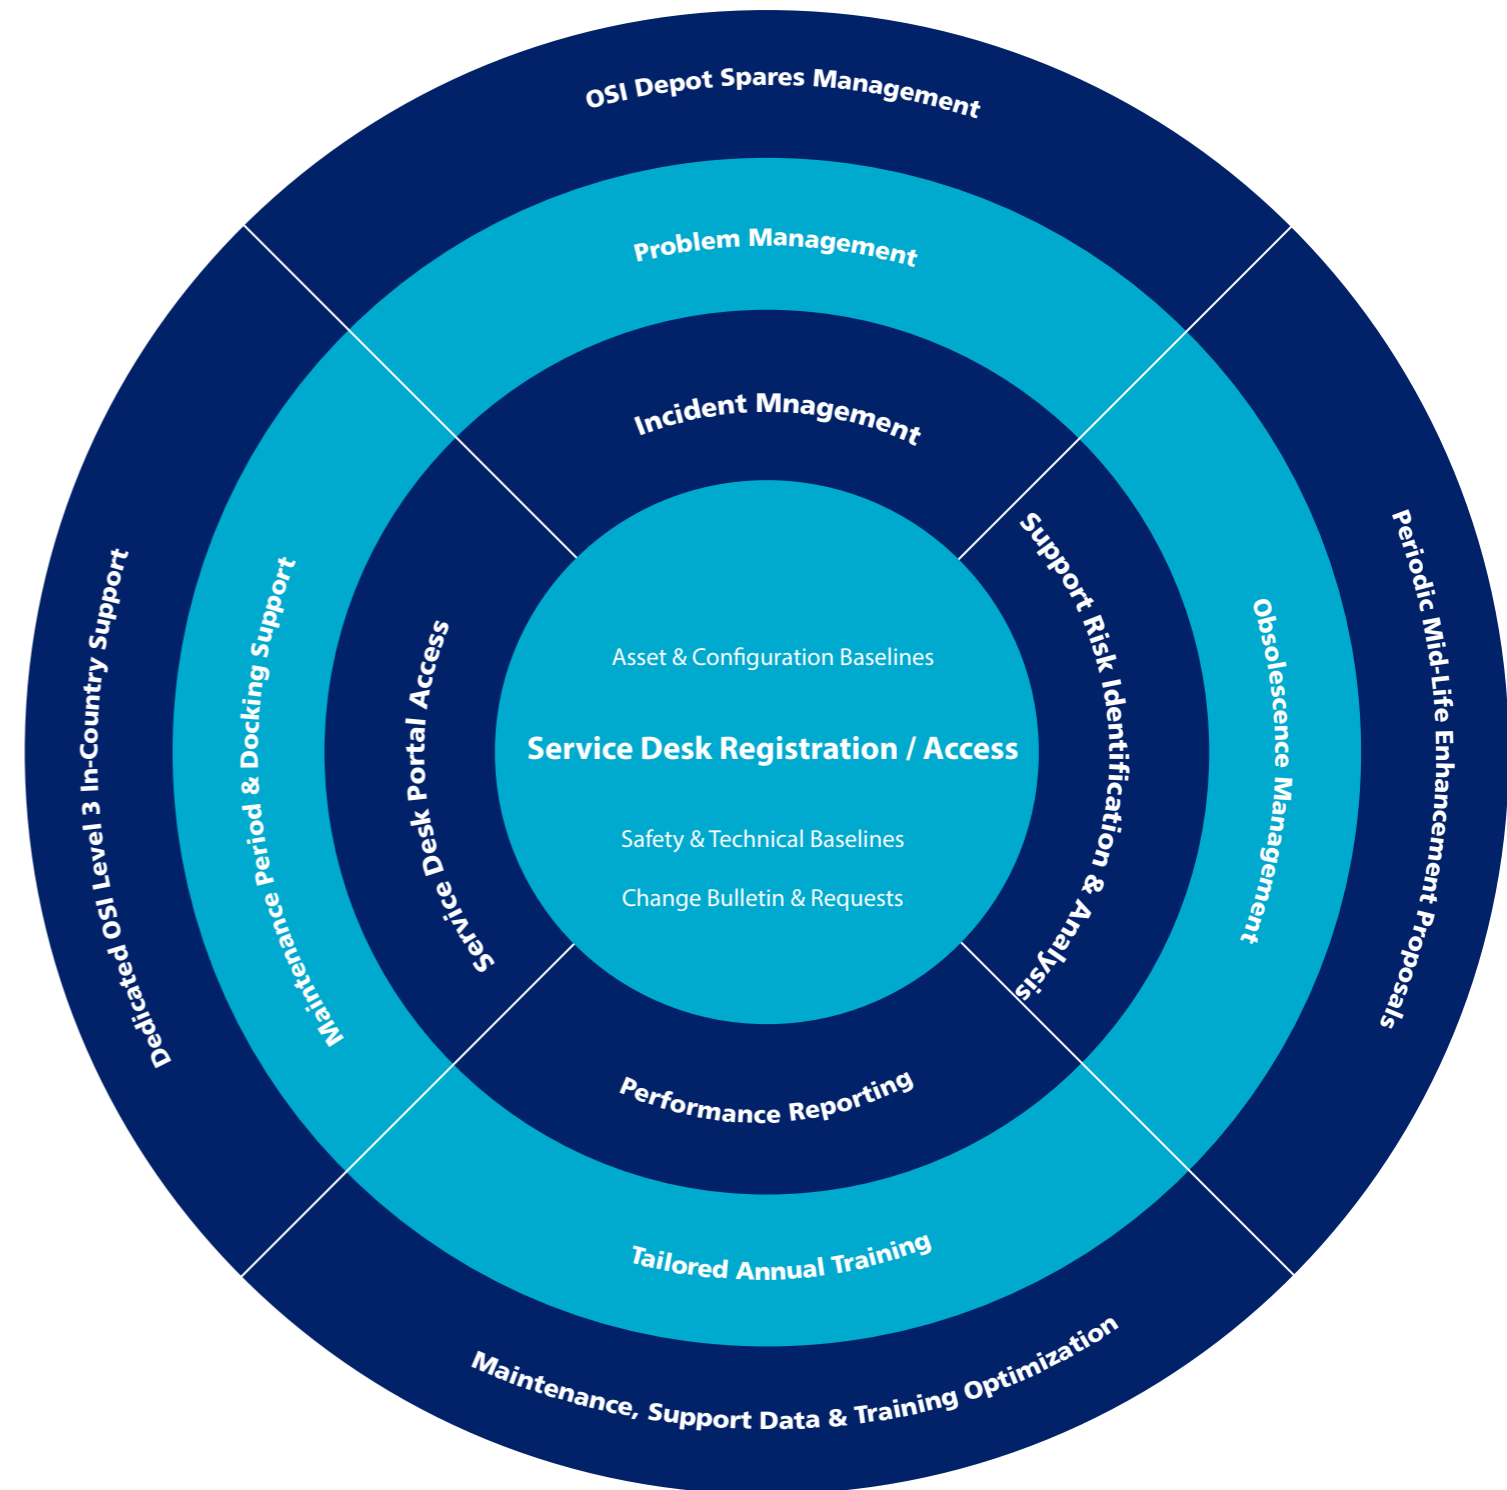 OSI Depot Spares Management
Problem Management
Incident Mnagement
Dedicated OSI Level 3 In-Country Support
Maintenance Period & Docking Support
Service Desk Portal Access
Asset & Configuration Baselines
Service Desk Registration / Access
Safety & Technical Baselines
Change Bulletin & Requests
Support Risk Identification & Analysis
Obsolescence Management
Periodic Mid-Life Enhancement Proposals
Performance Reporting
Tailored Annual Training
Maintenance, Support Data & Training Optimization